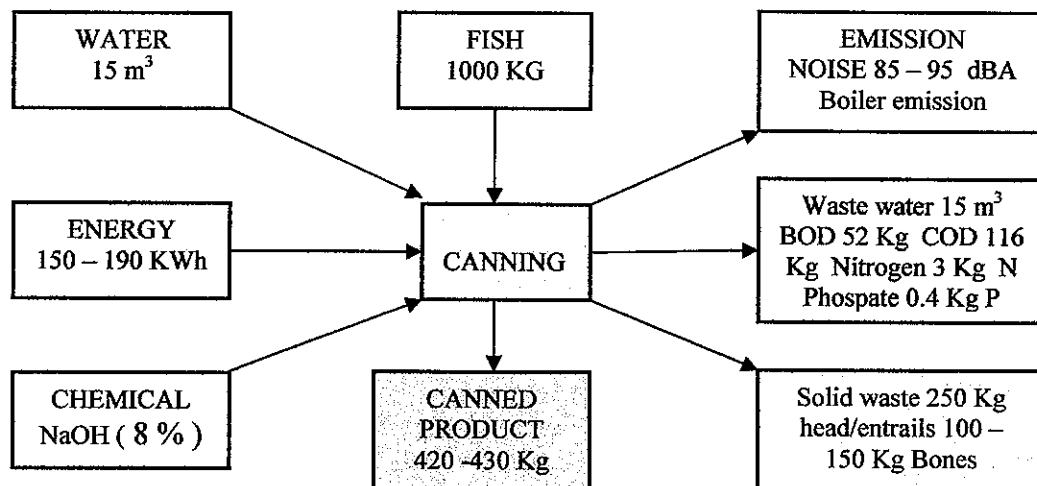 WATER
15 m³
FISH
1000 KG
EMISSION
NOISE 85 – 95 dBA
Boiler emission
ENERGY
150 – 190 KWh
CANNING
Waste water 15 m³
BOD 52 Kg COD 116
Kg Nitrogen 3 Kg N
Phospate 0.4 Kg P
CHEMICAL
NaOH ( 8 % )
CANNED
PRODUCT
420 -430 Kg
Solid waste 250 Kg
head/entrails 100 –
150 Kg Bones